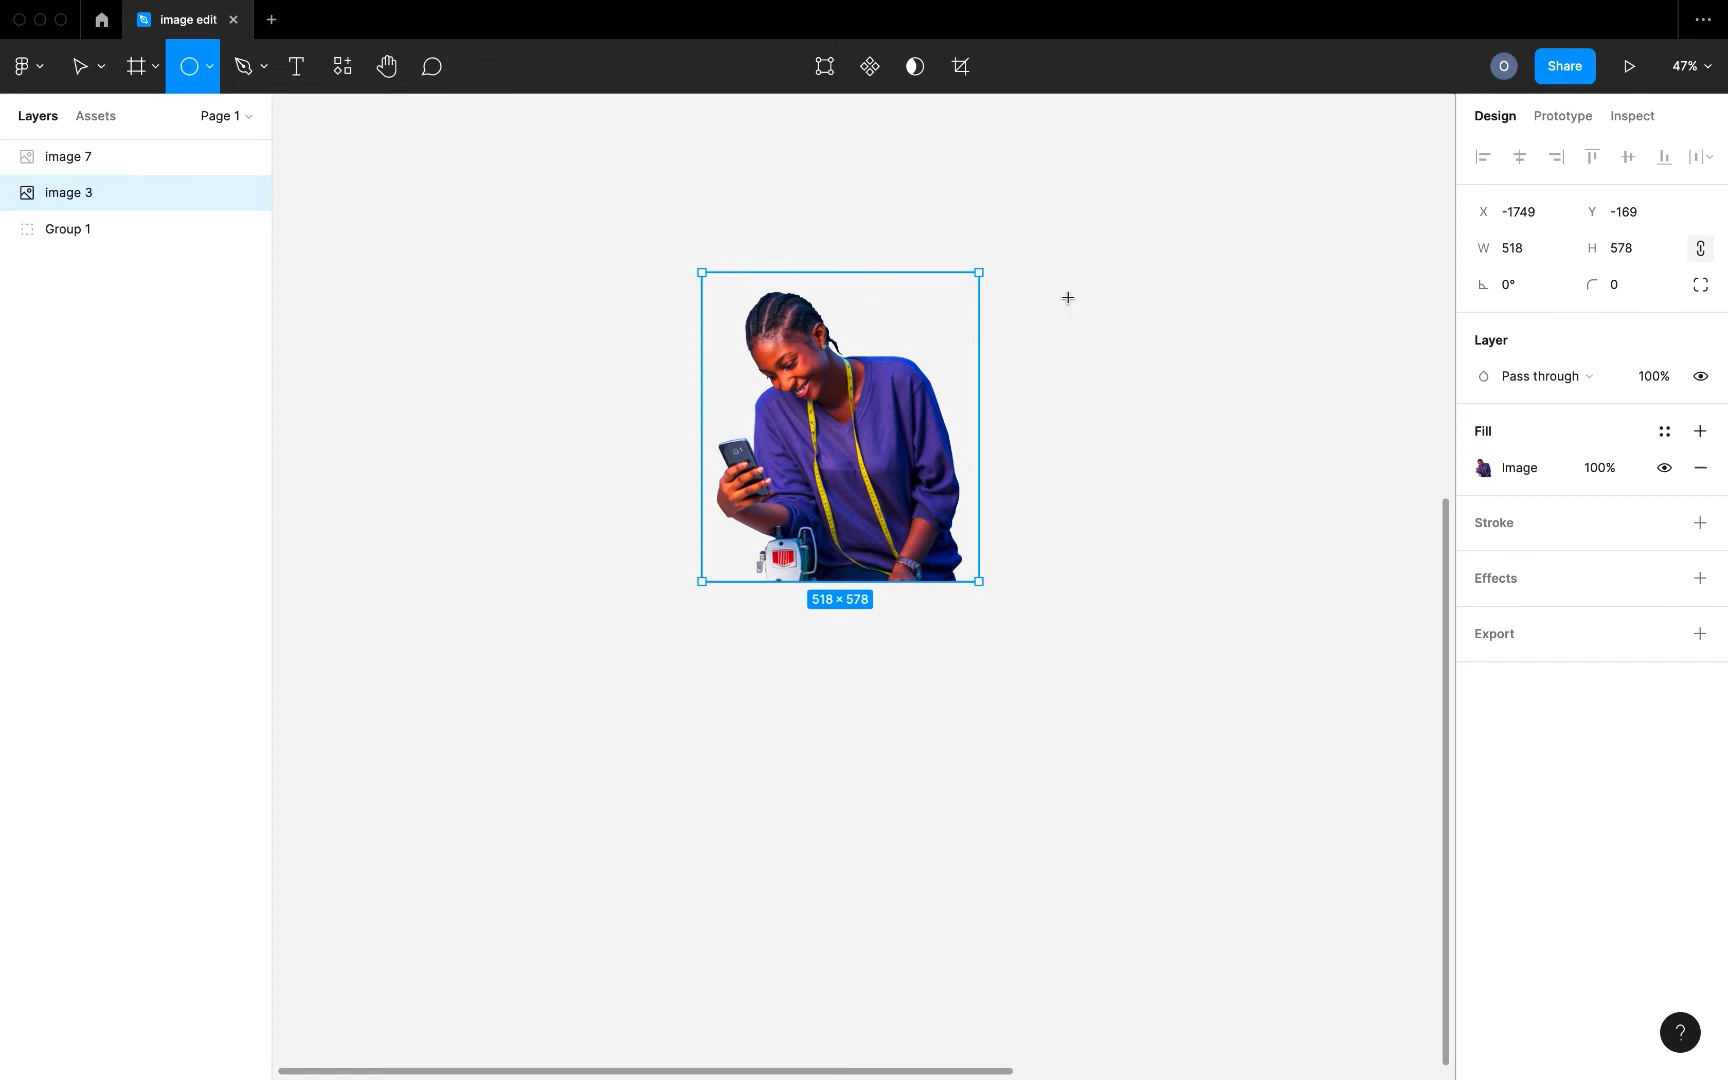 image edit
O
Share
47%
Layers
Assets
Page 1
Design
Prototype
Inspect
image 7
image 3
Group 1
X -1749
Y -169
W 518
H 578
0°
0
Layer
Pass through
100%
Fill
Image
100%
Stroke
Effects
Export
518 × 578
?